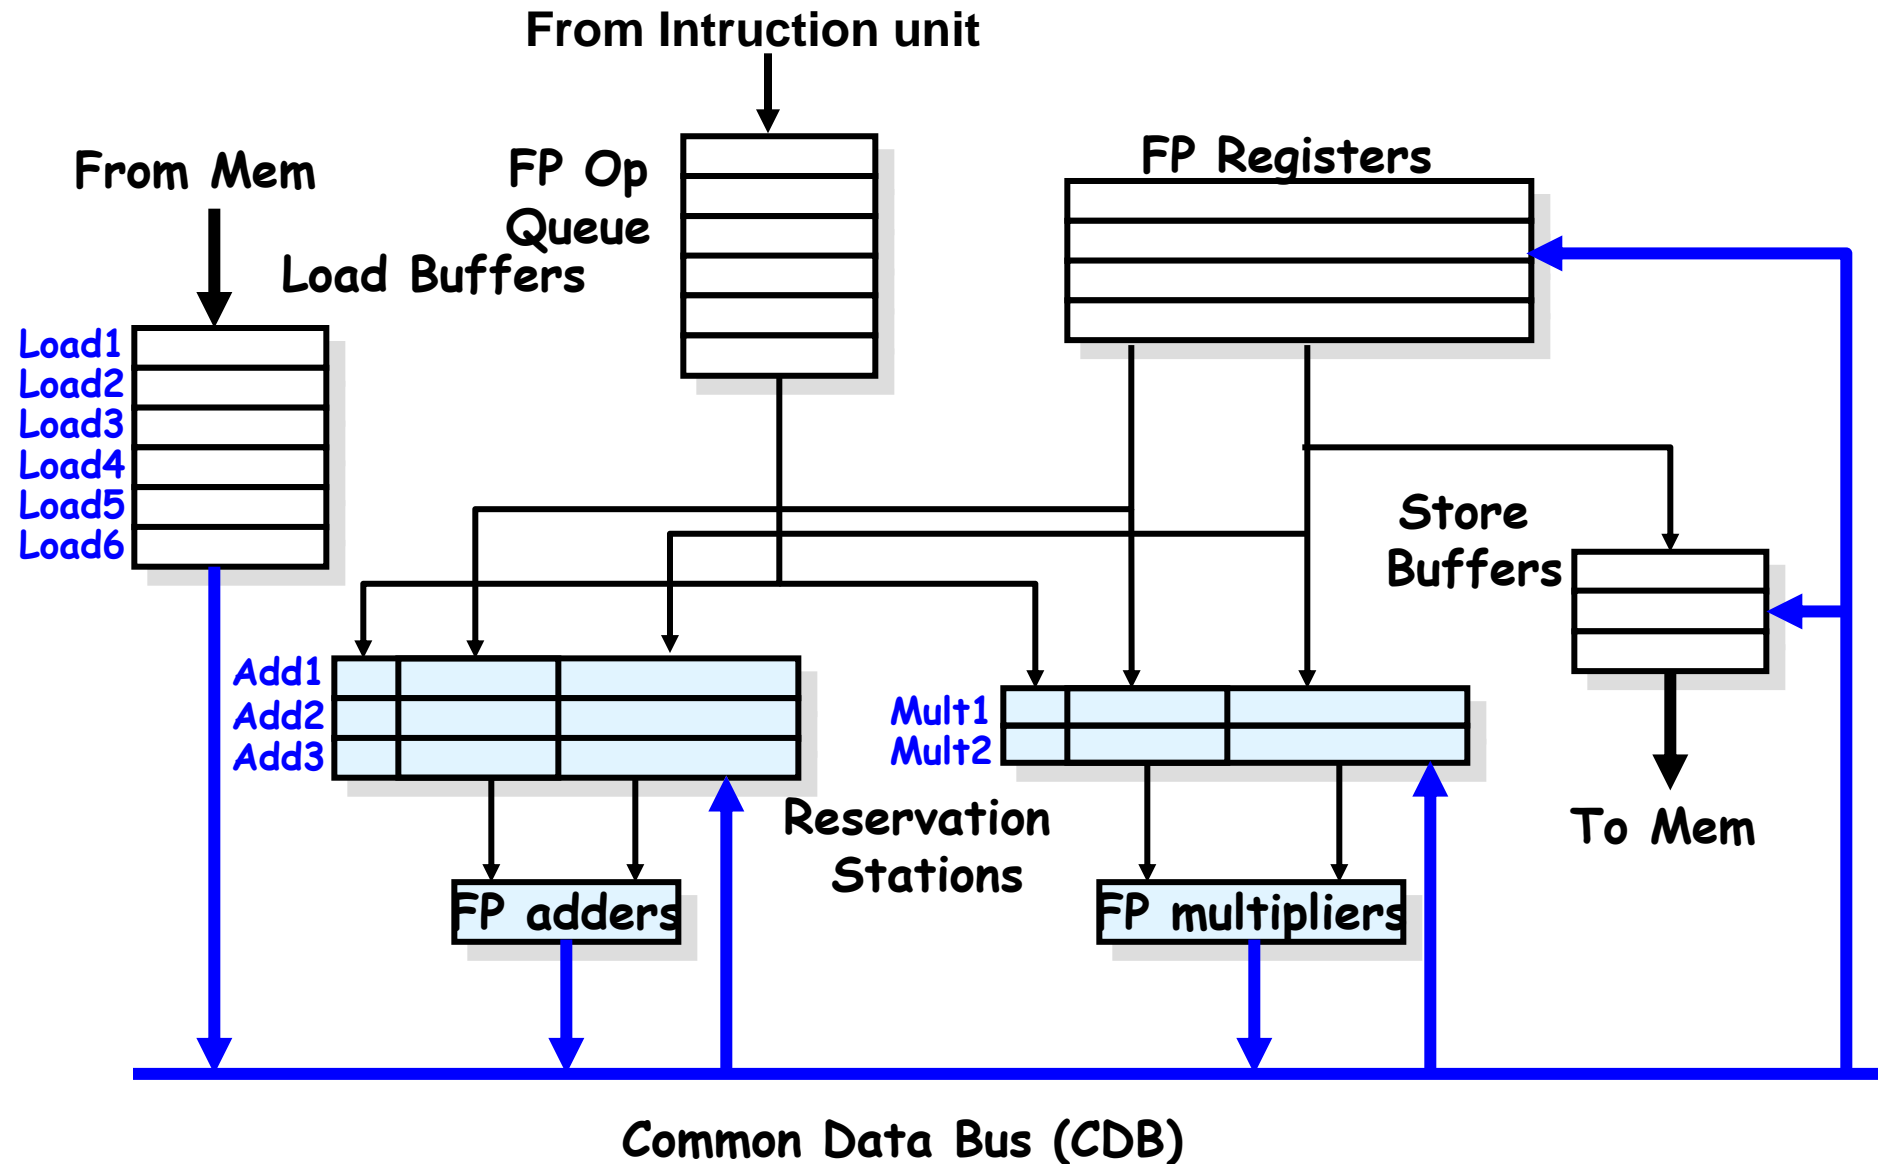 From Intruction unit
From Mem
FP Op
Queue
FP Registers
Load Buffers
Load1
Load2
Load3
Load4
Load5
Load6
Store
Buffers
Add1
Add2
Add3
Mult1
Mult2
Reservation
Stations
To Mem
FP adders
FP multipliers
Common Data Bus (CDB)